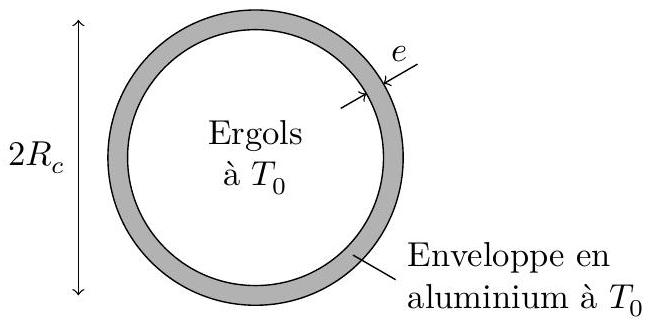 e
Ergols
à T_0
2R_c
Enveloppe en
aluminium à T_0